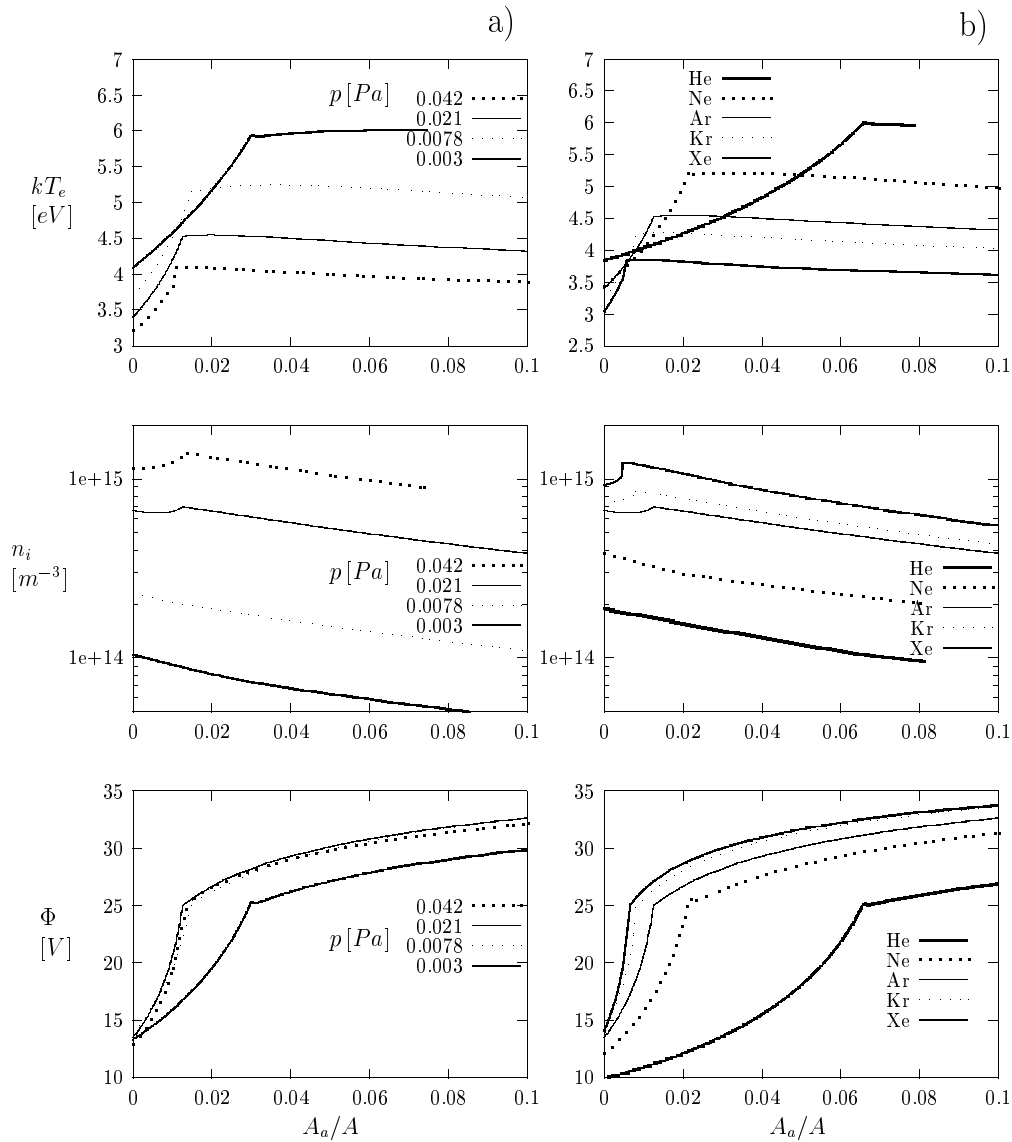 a)
7
6.5
6
5.5
5
4.5
4
3.5
3
kT_e
[eV]
p [Pa]
0.042
0.021
0.0078
0.003
0 0.02 0.04 0.06 0.08 0.1
b)
7
6.5
6
5.5
5
4.5
4
3.5
3
2.5
He
Ne
Ar
Kr
Xe
0 0.02 0.04 0.06 0.08 0.1
1e+15
1e+14
n_i
[m^{-3}]
p [Pa]
0.042
0.021
0.0078
0.003
0 0.02 0.04 0.06 0.08 0.1
1e+15
1e+14
He
Ne
Ar
Kr
Xe
0 0.02 0.04 0.06 0.08 0.1
35
30
25
20
15
10
Φ
[V]
p [Pa]
0.042
0.021
0.0078
0.003
0 0.02 0.04 0.06 0.08 0.1
A_a/A
35
30
25
20
15
10
He
Ne
Ar
Kr
Xe
0 0.02 0.04 0.06 0.08 0.1
A_a/A